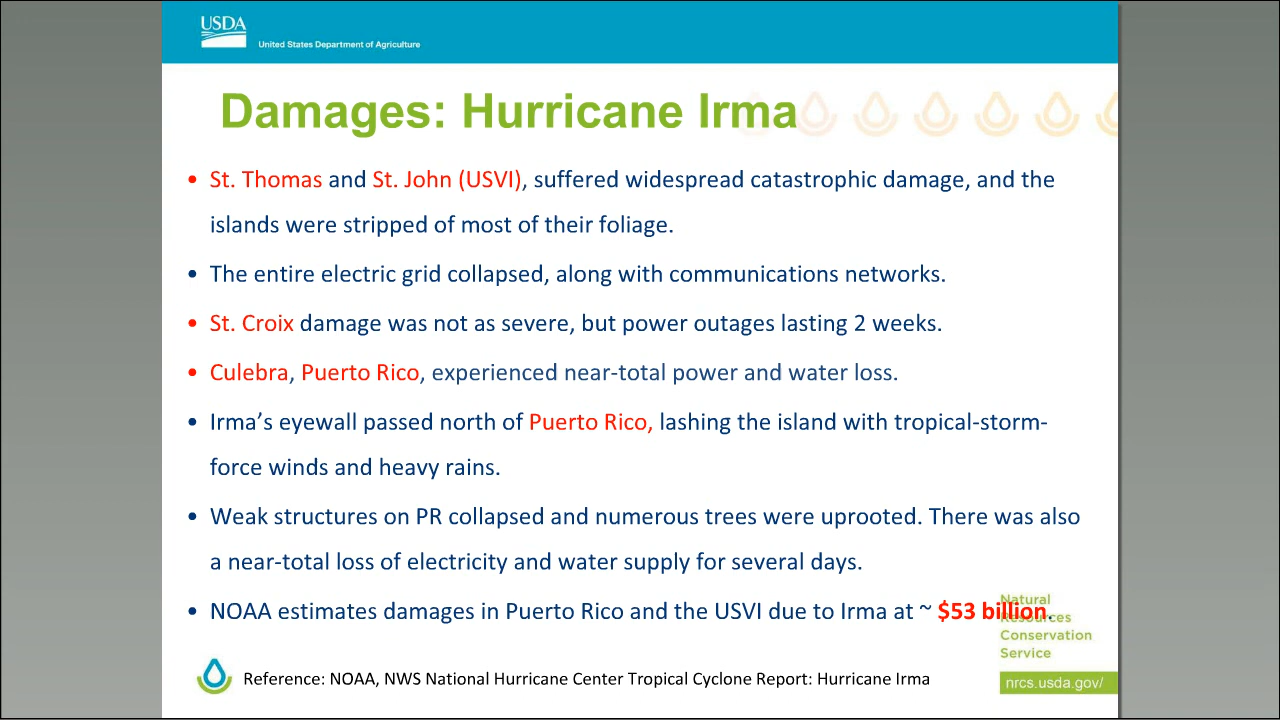 USDA
United States Department of Agriculture
Damages: Hurricane Irma
• St. Thomas and St. John (USVI), suffered widespread catastrophic damage, and the
islands were stripped of most of their foliage.
• The entire electric grid collapsed, along with communications networks.
• St. Croix damage was not as severe, but power outages lasting 2 weeks.
• Culebra, Puerto Rico, experienced near-total power and water loss.
• Irma’s eyewall passed north of Puerto Rico, lashing the island with tropical-storm-
force winds and heavy rains.
• Weak structures on PR collapsed and numerous trees were uprooted. There was also
a near-total loss of electricity and water supply for several days.
• NOAA estimates damages in Puerto Rico and the USVI due to Irma at ~ $53 billion.
Natural
Resources
Conservation
Service
nrcs.usda.gov/
Reference: NOAA, NWS National Hurricane Center Tropical Cyclone Report: Hurricane Irma